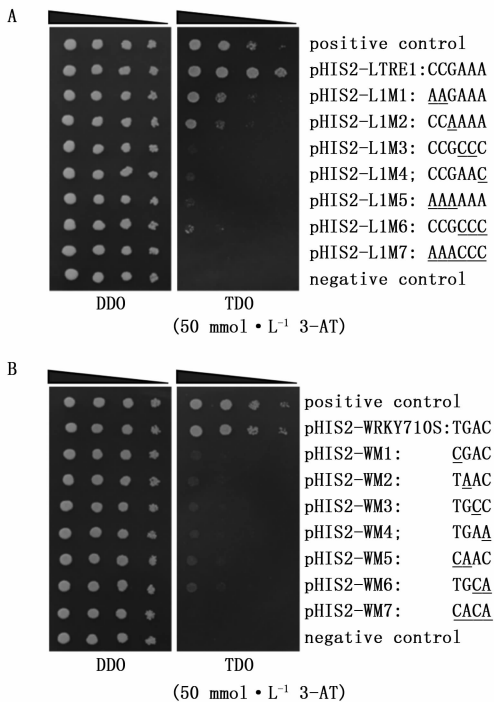 A
positive control
pHIS2-LTRE1:CCGAAA
pHIS2-L1M1: AAGAAA
pHIS2-L1M2: CCAAAA
pHIS2-L1M3: CCGCCC
pHIS2-L1M4; CCGAAC
pHIS2-L1M5: AAAAAA
pHIS2-L1M6: CCGCCC
pHIS2-L1M7: AAACCC
negative control
DDO TDO
(50 mmol·L⁻¹ 3-AT)
B
positive control
pHIS2-WRKY71OS:TGAC
pHIS2-WM1: CGAC
pHIS2-WM2: TAAC
pHIS2-WM3: TGCC
pHIS2-WM4; TGAA
pHIS2-WM5: CAAC
pHIS2-WM6: TGCA
pHIS2-WM7: CACA
negative control
DDO TDO
(50 mmol·L⁻¹ 3-AT)